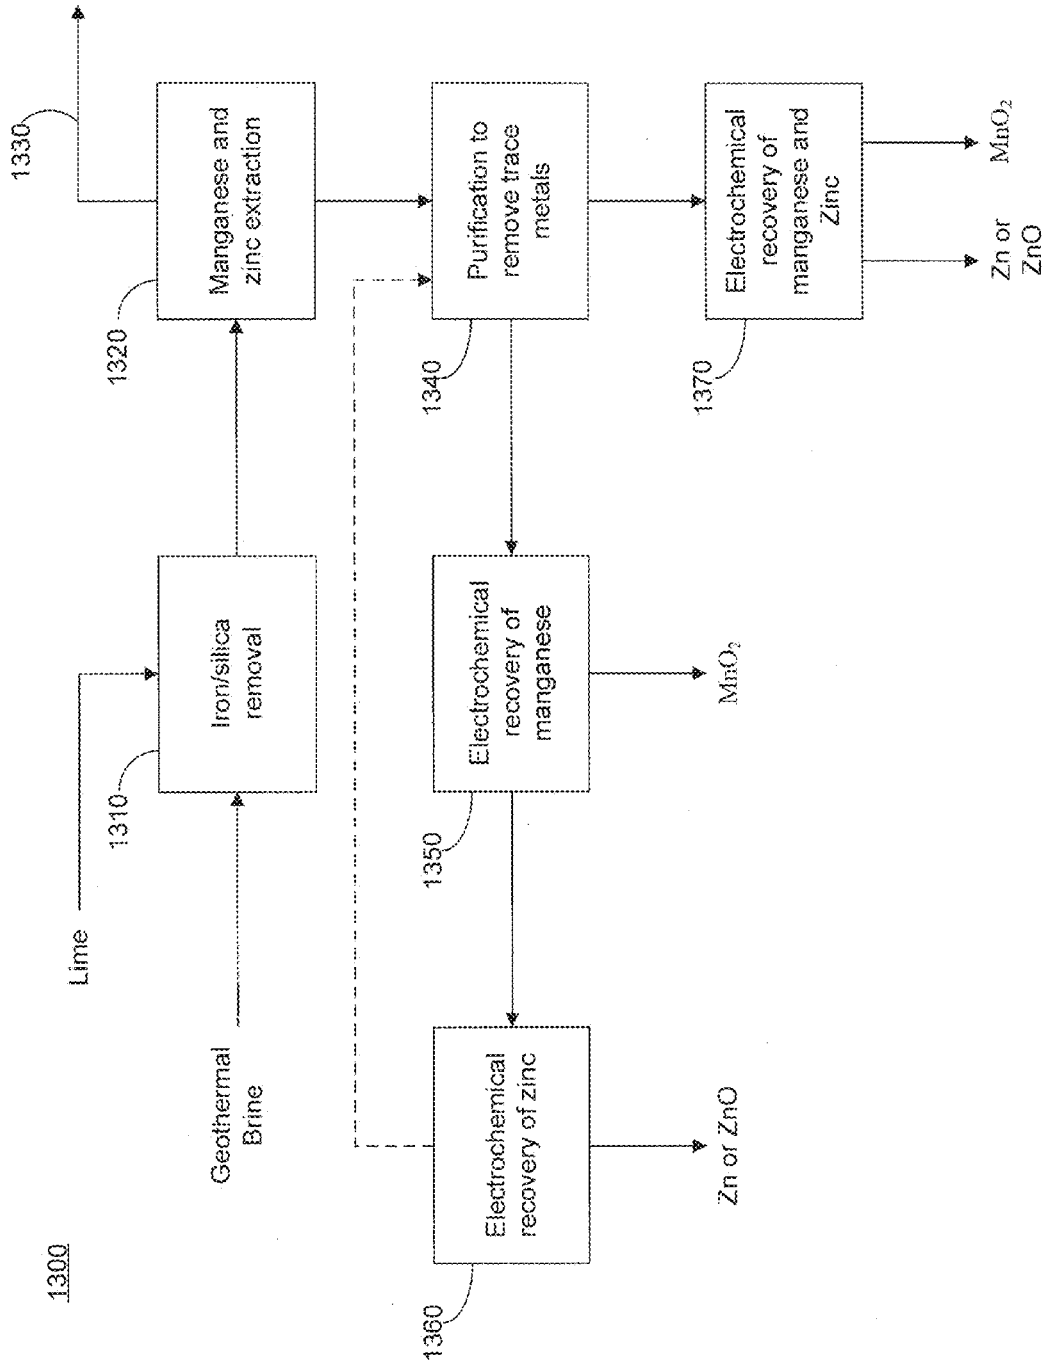 1300
Lime
Geothermal
Brine
1310
Iron/silica
removal
1320
Manganese and
zinc extraction
1330
1360
Electrochemical
recovery of zinc
Zn or ZnO
1350
Electrochemical
recovery of
manganese
MnO₂
1340
Purification to
remove trace
metals
1370
Electrochemical
recovery of
manganese and
Zinc
Zn or
ZnO
MnO₂